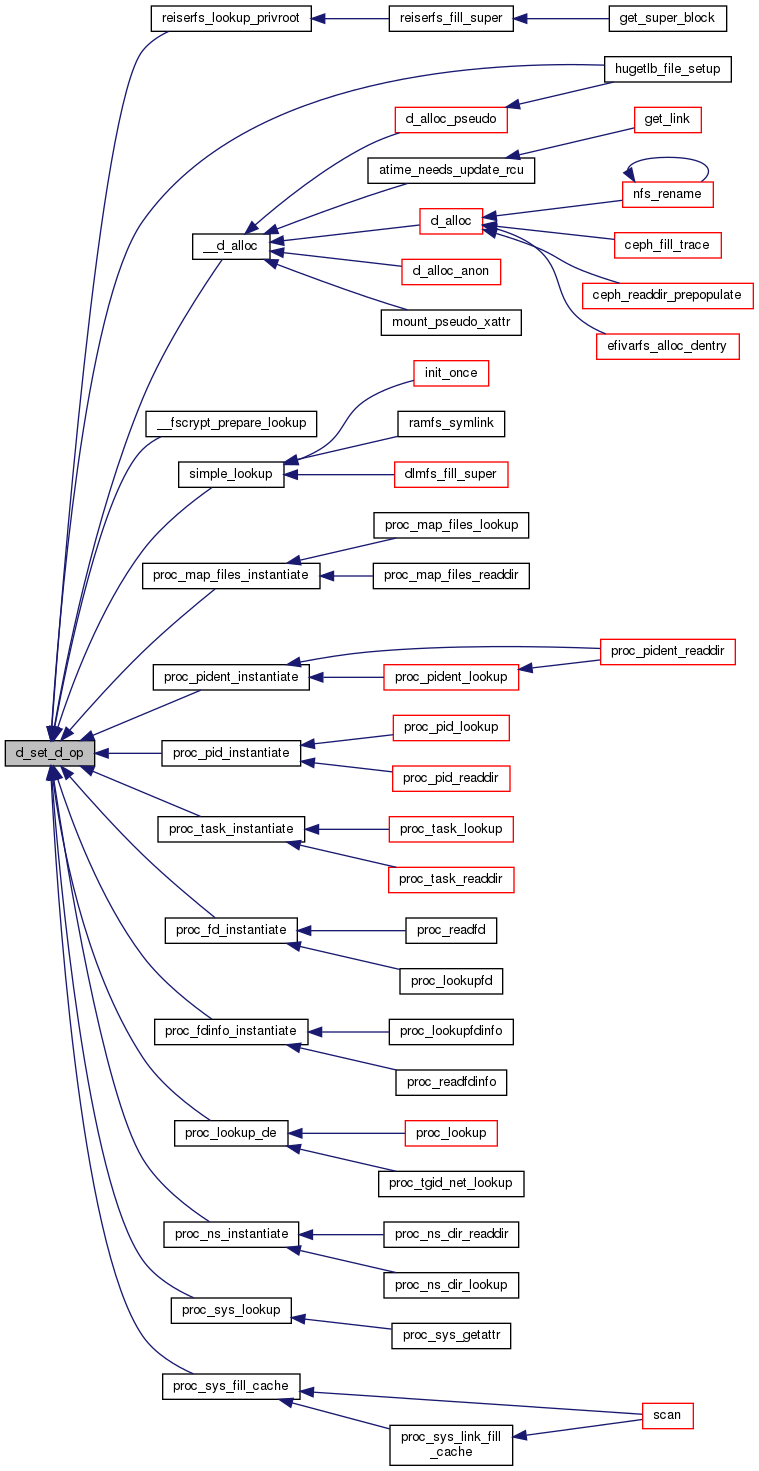 reiserfs_lookup_privroot
reiserfs_fill_super
get_super_block
hugetlb_file_setup
d_alloc_pseudo
get_link
atime_needs_update_rcu
nfs_rename
d_alloc
__d_alloc
ceph_fill_trace
d_alloc_anon
ceph_readdir_prepopulate
mount_pseudo_xattr
efivarfs_alloc_dentry
init_once
__fscrypt_prepare_lookup
ramfs_symlink
simple_lookup
dlmfs_fill_super
proc_map_files_lookup
proc_map_files_instantiate
proc_map_files_readdir
proc_pident_readdir
proc_pident_instantiate
proc_pident_lookup
proc_pid_lookup
d_set_d_op
proc_pid_instantiate
proc_pid_readdir
proc_task_instantiate
proc_task_lookup
proc_task_readdir
proc_fd_instantiate
proc_readfd
proc_lookupfd
proc_fdinfo_instantiate
proc_lookupfdinfo
proc_readfdinfo
proc_lookup_de
proc_lookup
proc_tgid_net_lookup
proc_ns_instantiate
proc_ns_dir_readdir
proc_ns_dir_lookup
proc_sys_lookup
proc_sys_getattr
proc_sys_fill_cache
scan
proc_sys_link_fill
_cache